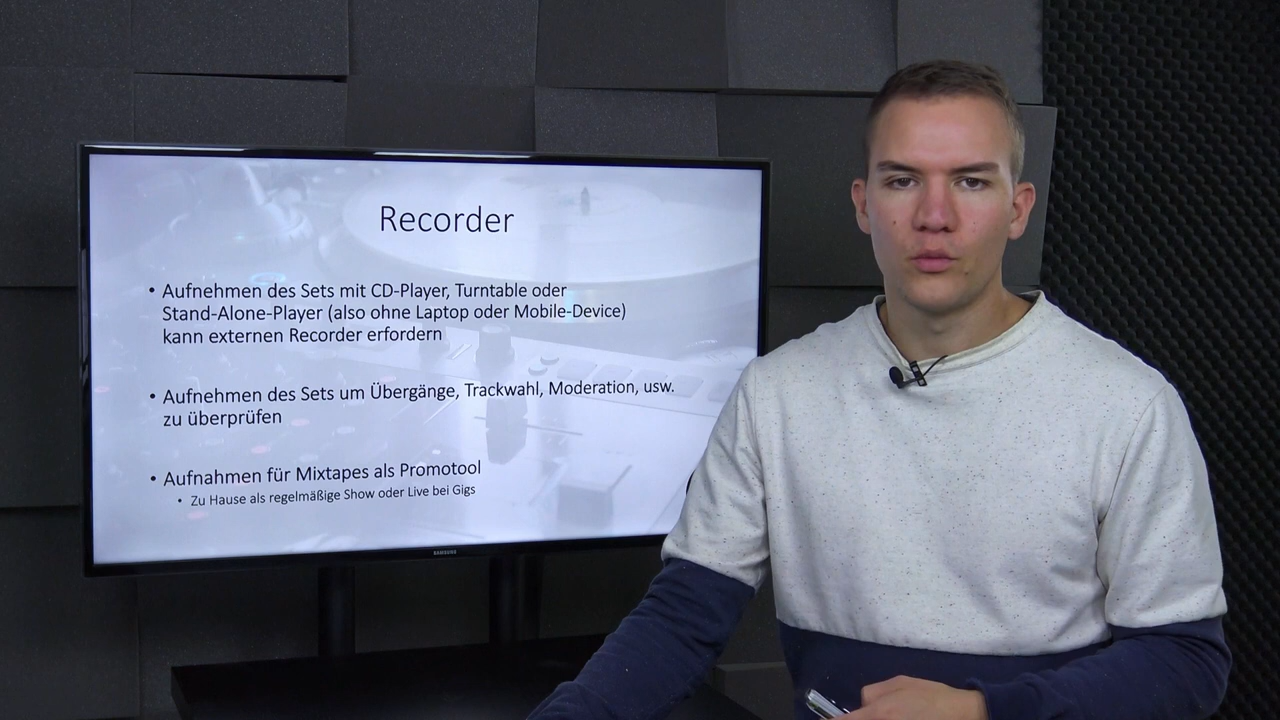 Recorder
• Aufnehmen des Sets mit CD-Player, Turntable oder
Stand-Alone-Player (also ohne Laptop oder Mobile-Device)
kann externen Recorder erfordern
• Aufnehmen des Sets um Übergänge, Trackwahl, Moderation, usw.
zu überprüfen
• Aufnahmen für Mixtapes als Promotool
• Zu Hause als regelmäßige Show oder Live bei Gigs
SAMSUNG